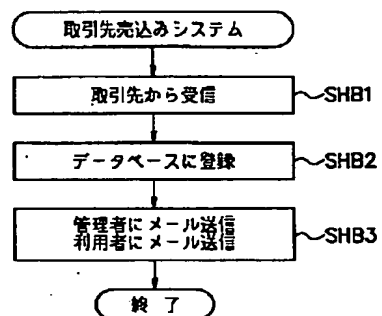 取引先売込みシステム
取引先から受信
SHB1
データベースに登録
SHB2
管理者にメール送信
利用者にメール送信
SHB3
終 了